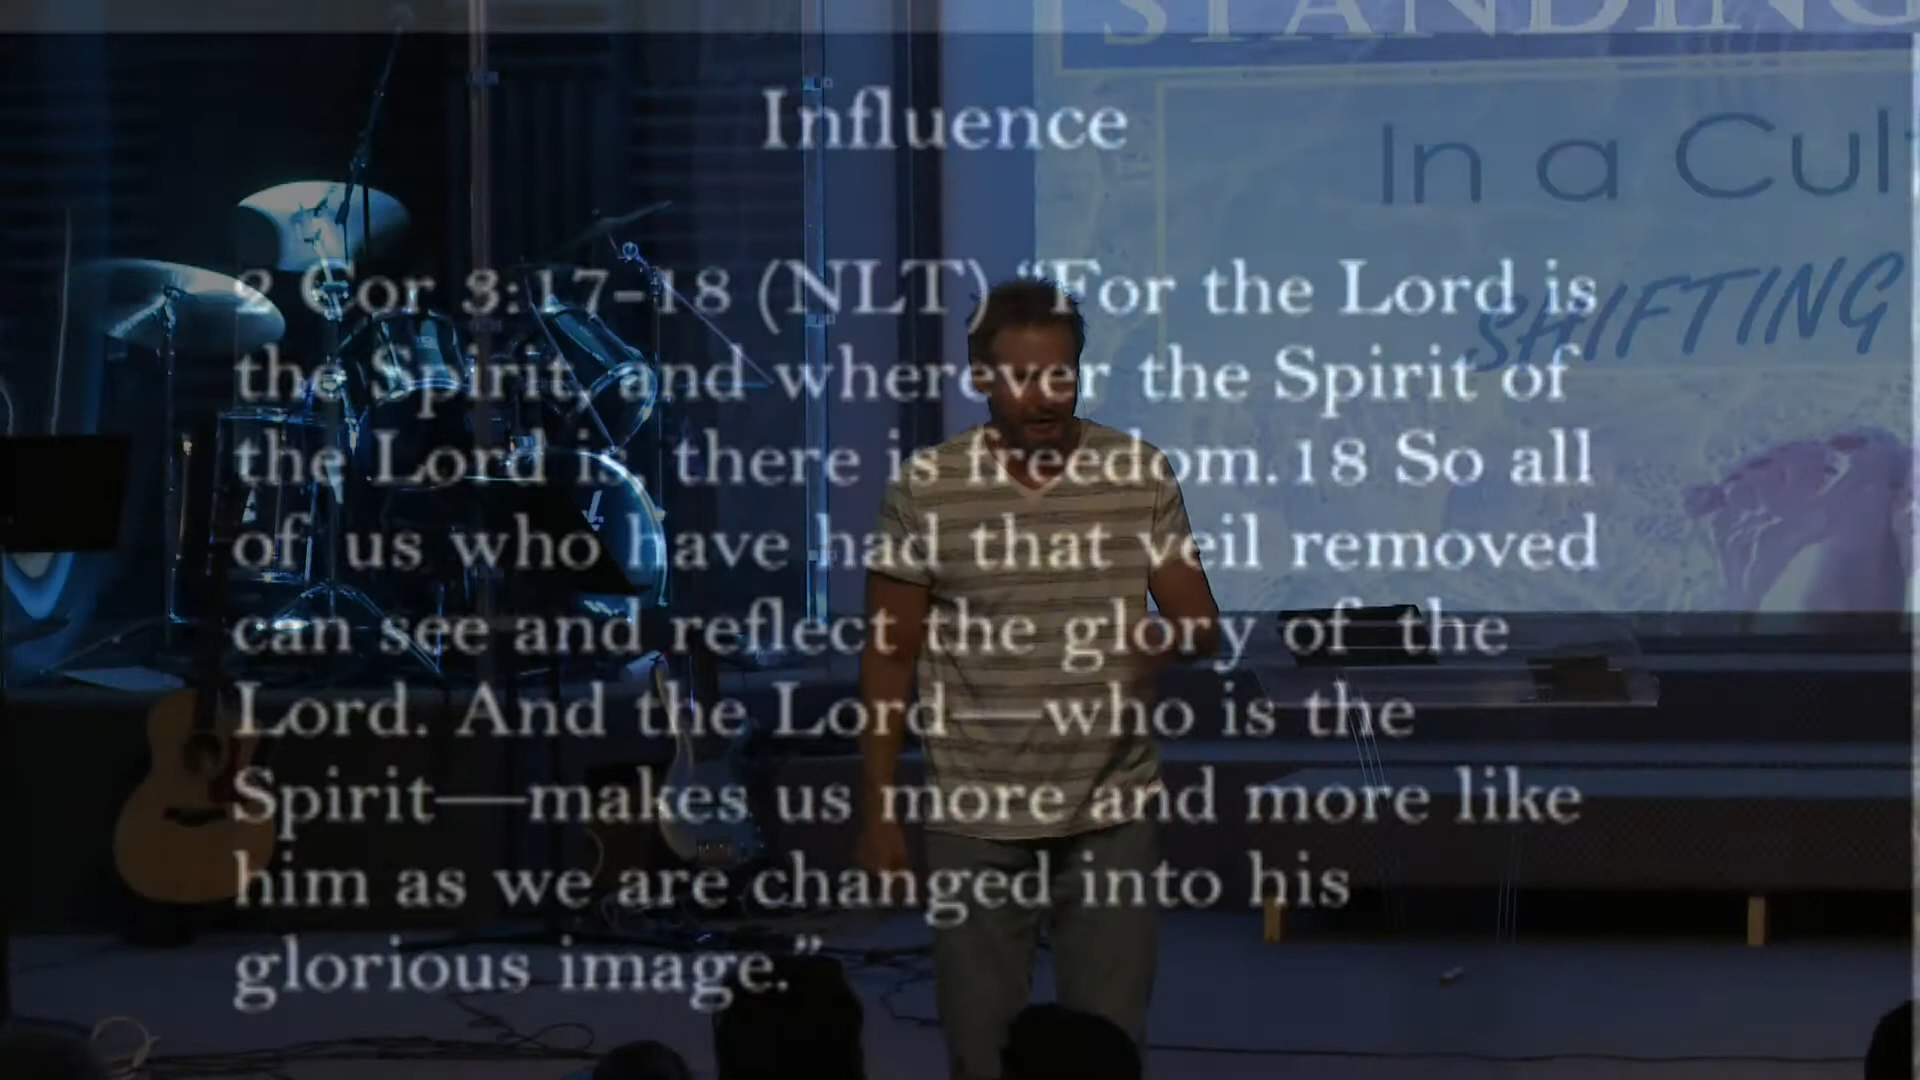 STANDING
In a Cul
SHIFTING
Influence
2 Cor 3:17-18 (NLT) “For the Lord is
the Spirit, and wherever the Spirit of
the Lord is, there is freedom.18 So all
of us who have had that veil removed
can see and reflect the glory of the
Lord. And the Lord—who is the
Spirit—makes us more and more like
him as we are changed into his
glorious image.”